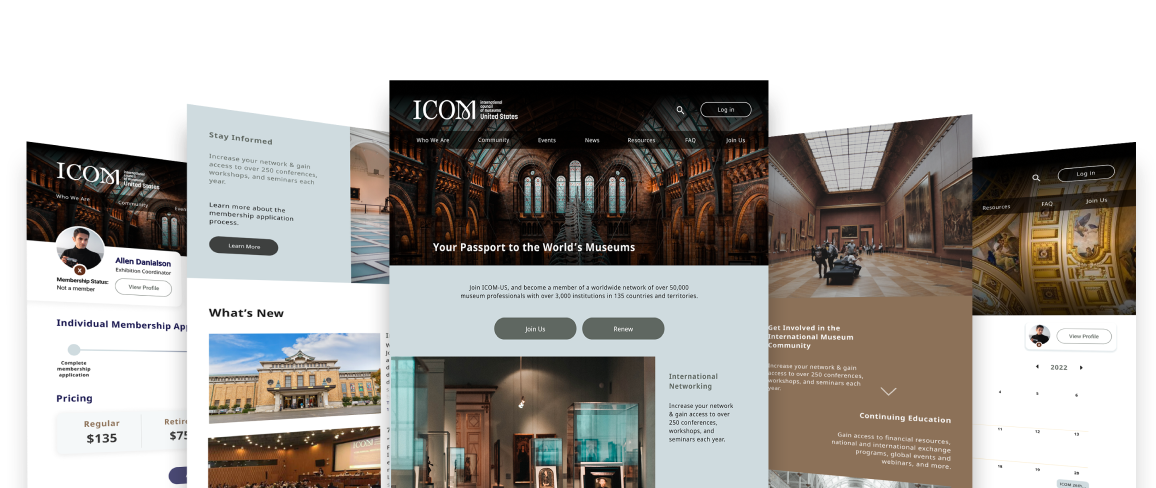 ICOM
international
council
of museums
United States
Who We Are
Community
Allen Danialson
Exhibition Coordinator
Membership Status:
Not a member
X
View Profile
Individual Membership
Complete
membership
application
Pricing
Regular
$135
Stay Informed
Increase your network & gain
access to over 250 conferences,
workshops, and seminars each
year.
Learn more about the
membership application
process.
Learn More
What's New
ICOM
ICOM
international
council
of museums
United States
Log in
Who We Are
Community
Events
News
Resources
FAQ
Join Us
Your Passport to the World's Museums
Join ICOM-US, and become a member of a worldwide network of over 50,000
museum professionals with over 3,000 institutions in 135 countries and territories.
Join Us
Renew
International
Networking
Increase your network
& gain access to over
250 conferences,
workshops, and
seminars each year.
Get Involved in the
International Museum
Community
Increase your network & gain
access to over 250 conferences,
workshops, and seminars each
year.
Continuing Education
Gain access to financial resources,
national and international exchange
programs, global events and
webinars, and more.
Log in
Resources
FAQ
Join Us
View Profile
2022
4
5
6
11
12
13
18
19
20